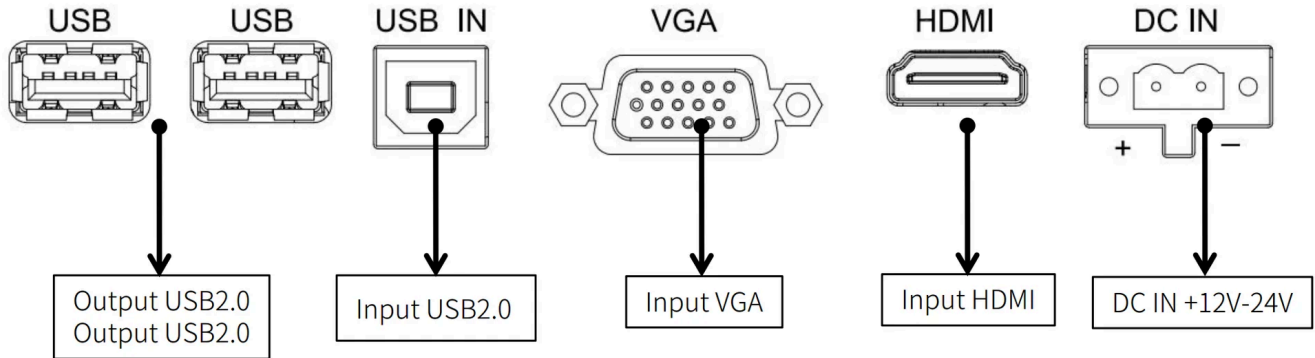 USB USB USB IN VGA HDMI DC IN
+ −
Output USB2.0
Output USB2.0
Input USB2.0
Input VGA
Input HDMI
DC IN +12V-24V